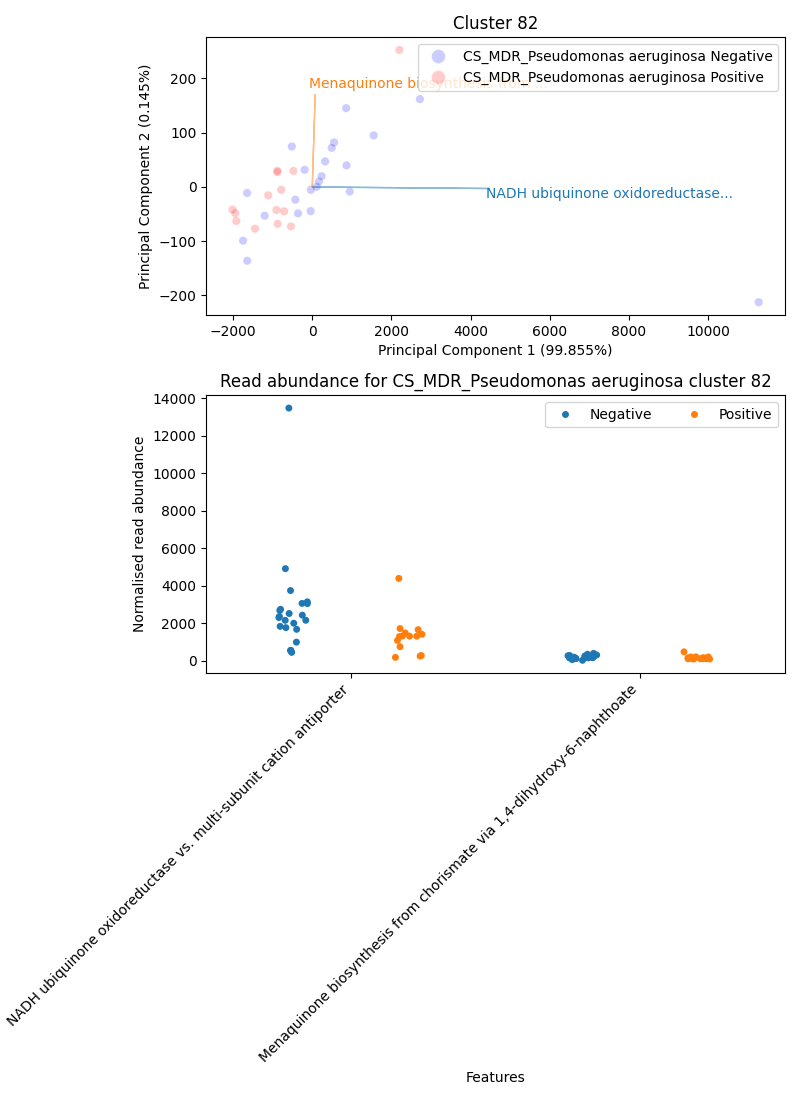 Cluster 82
CS_MDR_Pseudomonas aeruginosa Negative
CS_MDR_Pseudomonas aeruginosa Positive
Menaquinone biosynthesis from ...
NADH ubiquinone oxidoreductase...
Principal Component 2 (0.145%)
200
100
0
−100
−200
−2000 0 2000 4000 6000 8000 10000
Principal Component 1 (99.855%)
Read abundance for CS_MDR_Pseudomonas aeruginosa cluster 82
Negative Positive
Normalised read abundance
14000
12000
10000
8000
6000
4000
2000
0
NADH ubiquinone oxidoreductase vs. multi-subunit cation antiporter
Menaquinone biosynthesis from chorismate via 1,4-dihydroxy-6-naphthoate
Features